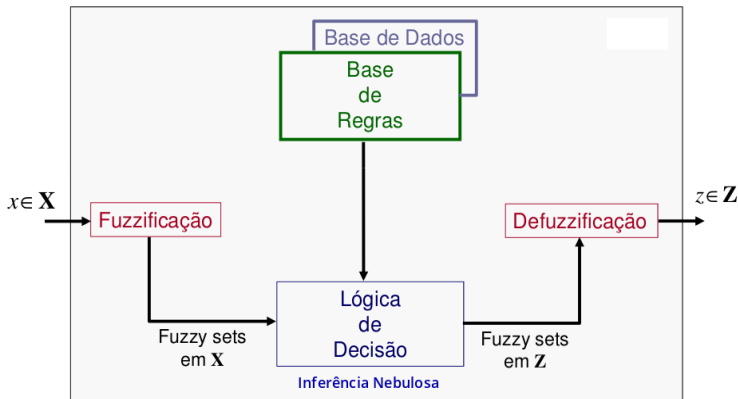 Base de Dados
Base
de
Regras
x∈ X
Fuzzificação
Defuzzificação
z∈ Z
Lógica
de
Decisão
Fuzzy sets
em X
Fuzzy sets
em Z
Inferência Nebulosa